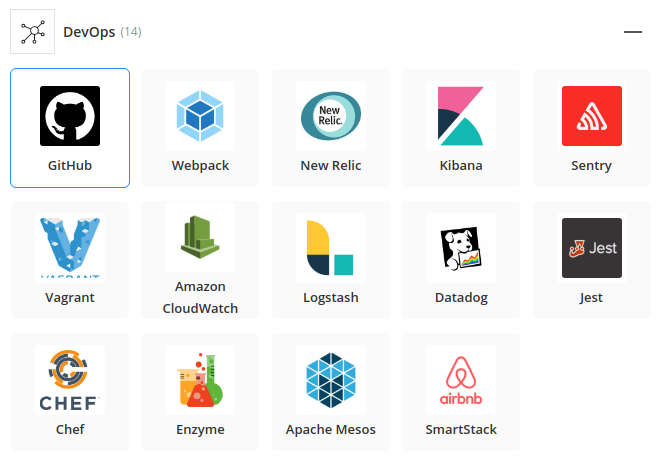 DevOps (14)
GitHub
Webpack
New Relic.
New Relic
Kibana
Sentry
VAGRANT
Vagrant
Amazon
CloudWatch
Logstash
Datadog
Jest
Jest
CHEF
Chef
Enzyme
Apache Mesos
airbnb
SmartStack